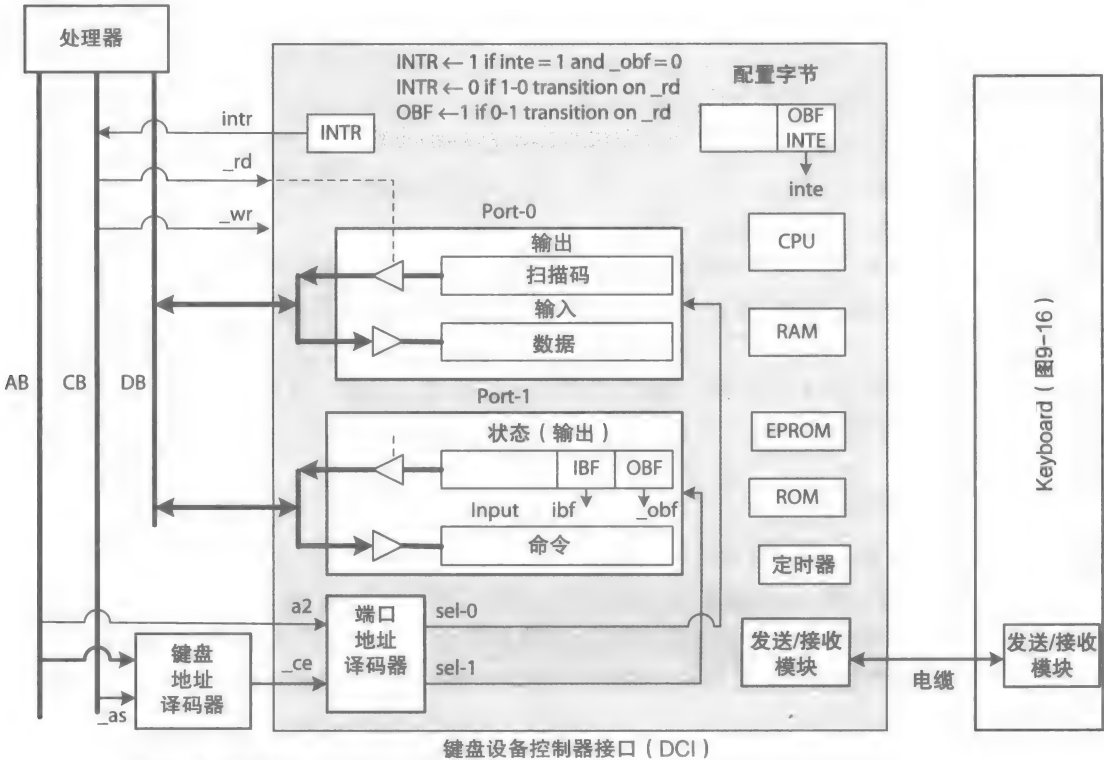 处理器
INTR ← 1 if inte = 1 and _obf = 0
INTR ← 0 if 1-0 transition on _rd
OBF ←1 if 0-1 transition on _rd
配置字节
OBF
INTE
inte
intr
INTR
_rd
_wr
Port-0
输出
扫描码
输入
数据
CPU
RAM
AB
CB
DB
Port-1
状态（输出）
IBF
OBF
Input
ibf
_obf
命令
EPROM
ROM
定时器
a2
端口
地址
译码器
sel-0
sel-1
键盘
地址
译码器
_ce
_as
发送/接收
模块
电缆
发送/接收
模块
Keyboard（图9-16）
键盘设备控制器接口（DCI）